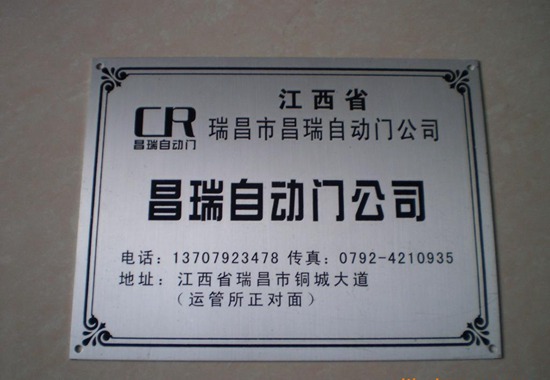 江西省
CR
昌瑞自动门
瑞昌市昌瑞自动门公司
昌瑞自动门公司
电话：13707923478 传真：0792-4210935
地址：江西省瑞昌市铜城大道
（运管所正对面）